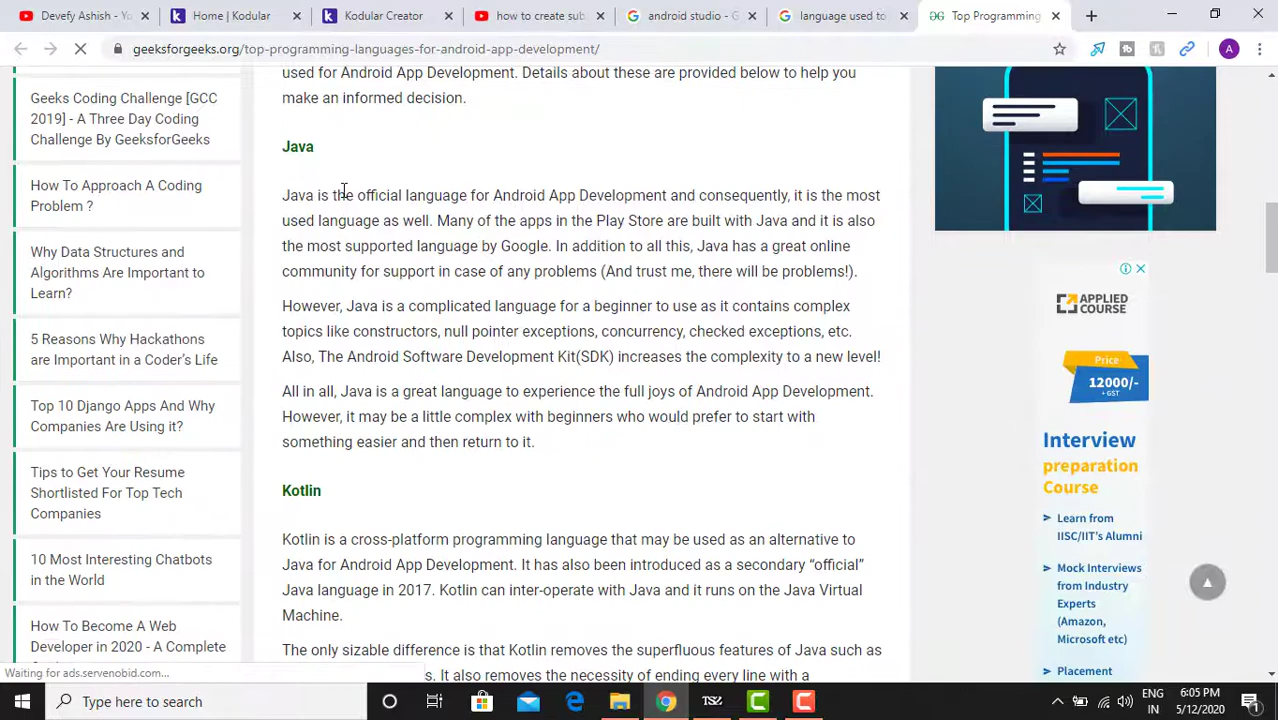 Devefy Ashish - Yo
Home | Kodular
Kodular Creator
how to create sub
android studio - G
language used to
Top Programming
geeksforgeeks.org/top-programming-languages-for-android-app-development/
A
Geeks Coding Challenge [GCC
2019] - A Three Day Coding
Challenge By GeeksforGeeks
How To Approach A Coding
Problem ?
Why Data Structures and
Algorithms Are Important to
Learn?
5 Reasons Why Hackathons
are Important in a Coder's Life
Top 10 Django Apps And Why
Companies Are Using it?
Tips to Get Your Resume
Shortlisted For Top Tech
Companies
10 Most Interesting Chatbots
in the World
How To Become A Web
Developer in 2020 - A Complete
used for Android App Development. Details about these are provided below to help you
make an informed decision.
Java
Java is the official language for Android App Development and consequently, it is the most
used language as well. Many of the apps in the Play Store are built with Java and it is also
the most supported language by Google. In addition to all this, Java has a great online
community for support in case of any problems (And trust me, there will be problems!).
However, Java is a complicated language for a beginner to use as it contains complex
topics like constructors, null pointer exceptions, concurrency, checked exceptions, etc.
Also, The Android Software Development Kit(SDK) increases the complexity to a new level!
All in all, Java is a great language to experience the full joys of Android App Development.
However, it may be a little complex with beginners who would prefer to start with
something easier and then return to it.
Kotlin
Kotlin is a cross-platform programming language that may be used as an alternative to
Java for Android App Development. It has also been introduced as a secondary “official”
Java language in 2017. Kotlin can inter-operate with Java and it runs on the Java Virtual
Machine.
The only sizable difference is that Kotlin removes the superfluous features of Java such as
s. It also removes the necessity of ending every line with a
APPLIED
COURSE
Price
12000/-
+ GST
Interview
preparation
Course
Learn from
IISC/IIT's Alumni
Mock Interviews
from Industry
Experts
(Amazon,
Microsoft etc)
Placement
Waiting for ads.servenobid.com...
Type here to search
ENG
IN
6:05 PM
5/12/2020
1